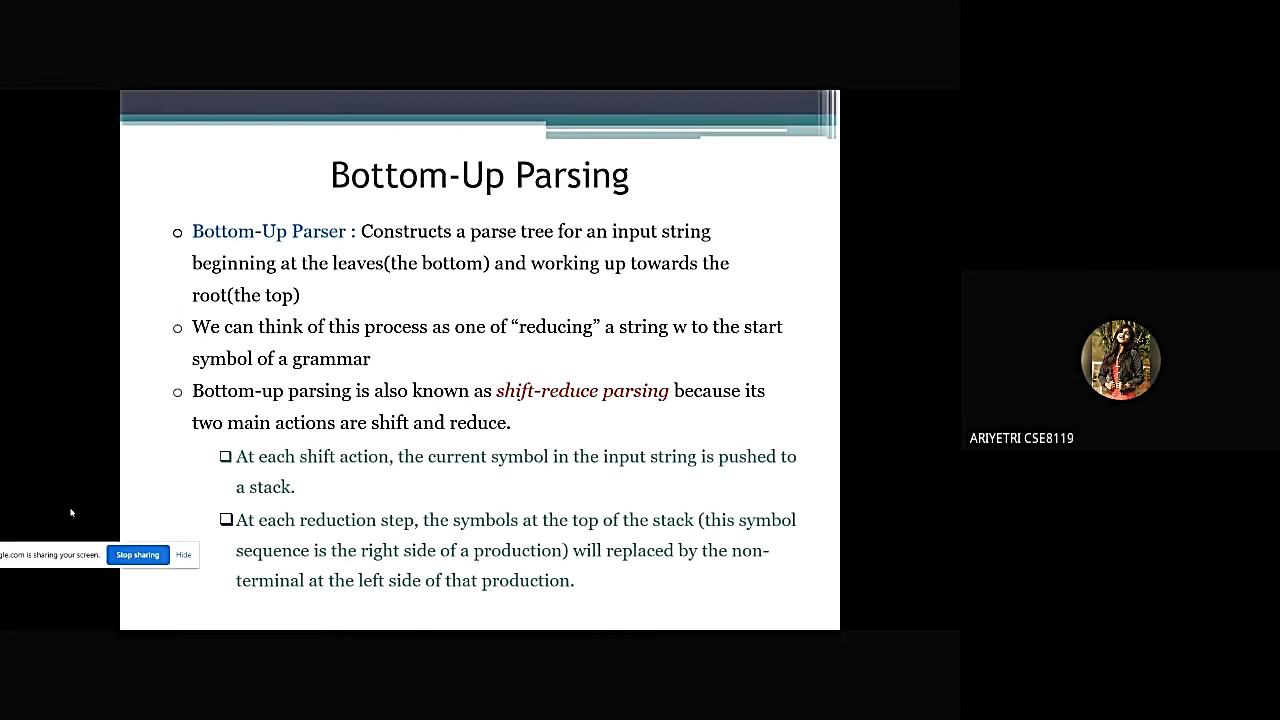 Bottom-Up Parsing
o Bottom-Up Parser : Constructs a parse tree for an input string
beginning at the leaves(the bottom) and working up towards the
root(the top)
o We can think of this process as one of “reducing” a string w to the start
symbol of a grammar
o Bottom-up parsing is also known as shift-reduce parsing because its
two main actions are shift and reduce.
❑ At each shift action, the current symbol in the input string is pushed to
a stack.
❑ At each reduction step, the symbols at the top of the stack (this symbol
sequence is the right side of a production) will replaced by the non-
terminal at the left side of that production.
gle.com is sharing your screen. Stop sharing Hide
ARIYETRI CSE8119